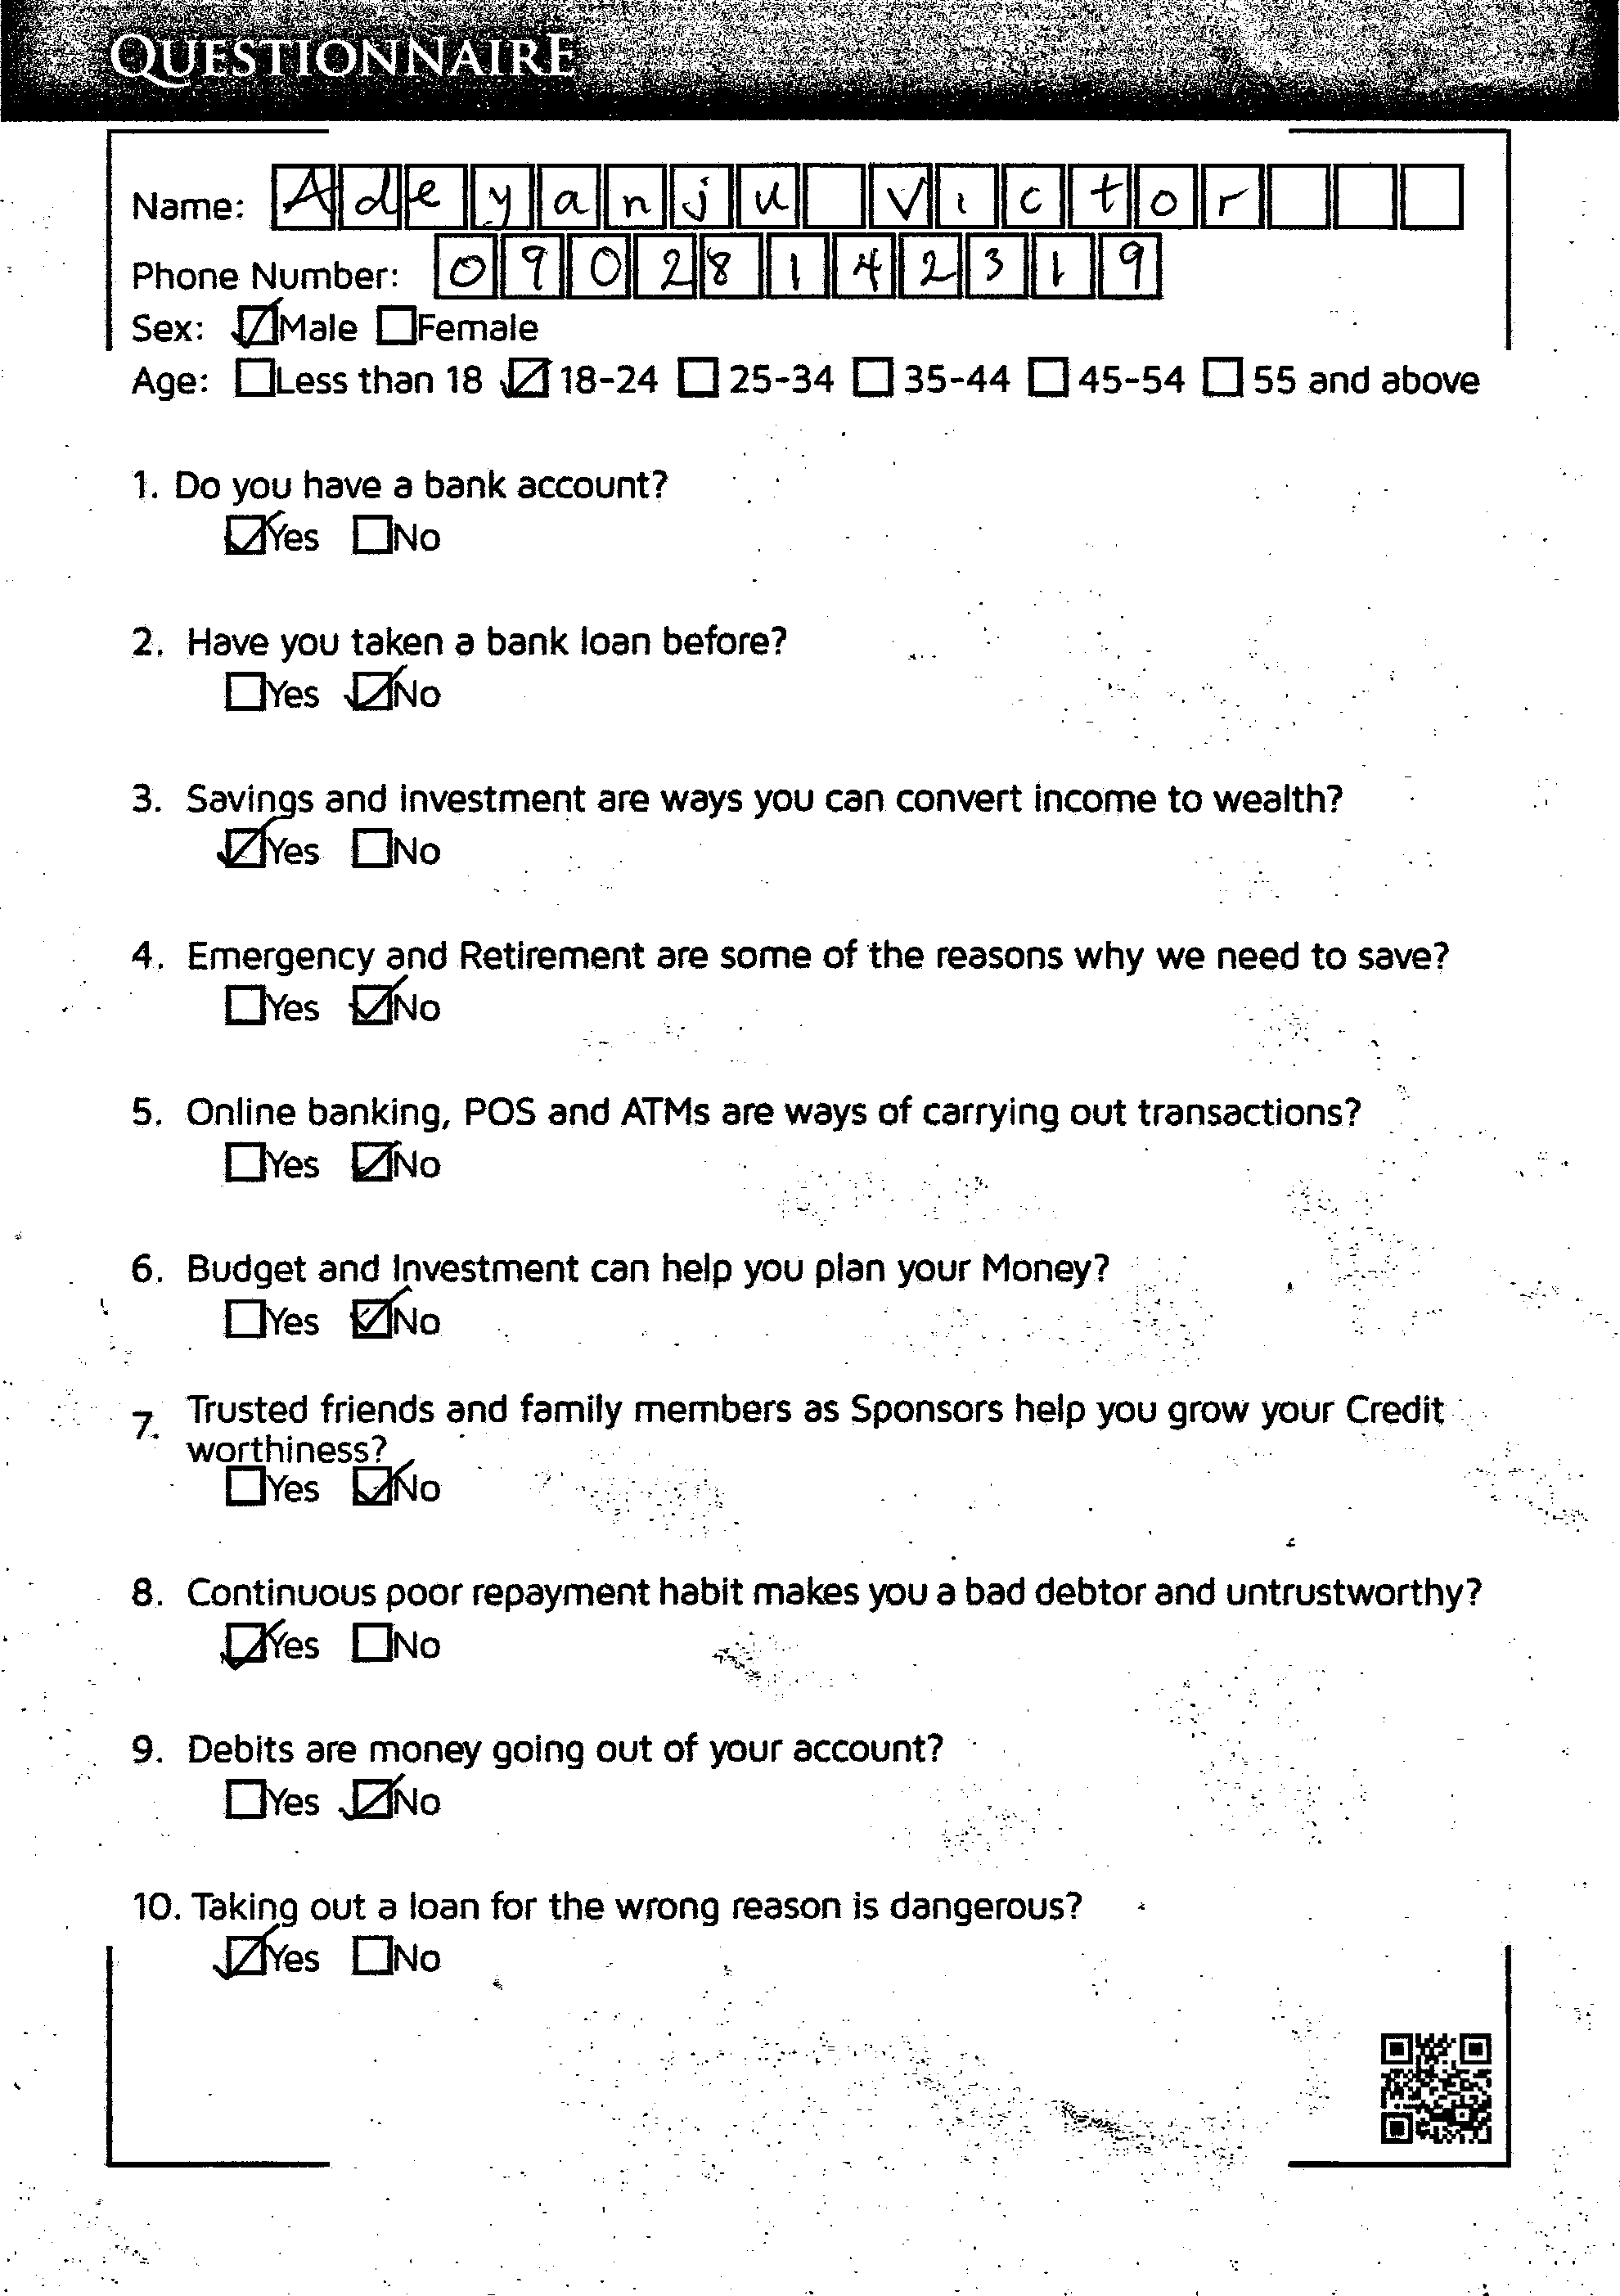 QUESTIONNAIRE
Name: Adeyanju Victor
Phone Number: 09028142319
Sex: ☑Male ☐Female
Age: ☐Less than 18 ☑18-24 ☐25-34 ☐35-44 ☐45-54 ☐55 and above
1. Do you have a bank account?
☑Yes ☐No
2. Have you taken a bank loan before?
☐Yes ☑No
3. Savings and investment are ways you can convert income to wealth?
☑Yes ☐No
4. Emergency and Retirement are some of the reasons why we need to save?
☐Yes ☑No
5. Online banking, POS and ATMs are ways of carrying out transactions?
☐Yes ☑No
6. Budget and Investment can help you plan your Money?
☐Yes ☑No
7. Trusted friends and family members as Sponsors help you grow your Credit
worthiness?
☐Yes ☑No
8. Continuous poor repayment habit makes you a bad debtor and untrustworthy?
☑Yes ☐No
9. Debits are money going out of your account?
☐Yes ☑No
10. Taking out a loan for the wrong reason is dangerous?
☑Yes ☐No